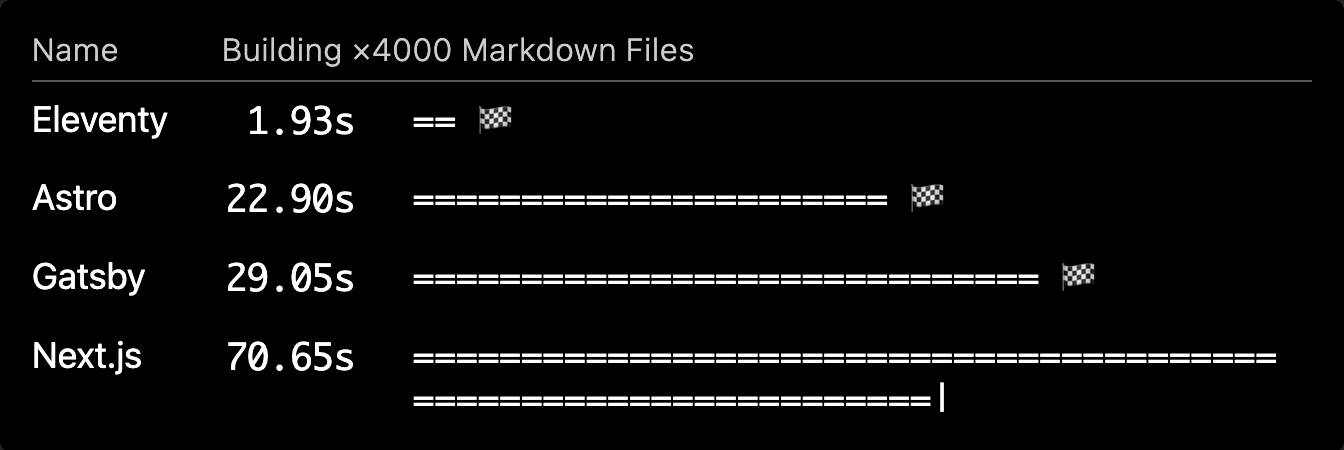 Name Building ×4000 Markdown Files
Eleventy 1.93s == 🏁
Astro 22.90s ====================== 🏁
Gatsby 29.05s ============================= 🏁
Next.js 70.65s ========================================
========================|